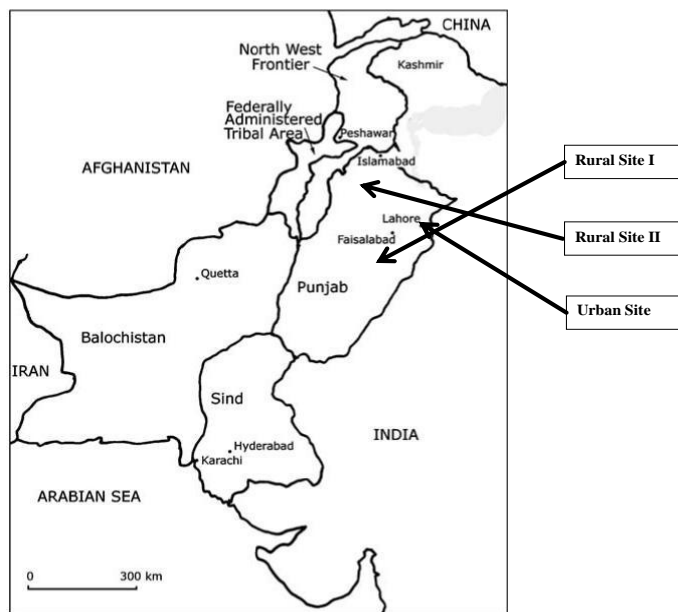 CHINA
North West
Frontier
Kashmir
Federally
Administered
Tribal Area
Peshawar
Islamabad
AFGHANISTAN
Rural Site I
Lahore
Faisalabad
Rural Site II
Quetta
Punjab
Urban Site
Balochistan
IRAN
Sind
INDIA
Hyderabad
Karachi
ARABIAN SEA
0 300 km